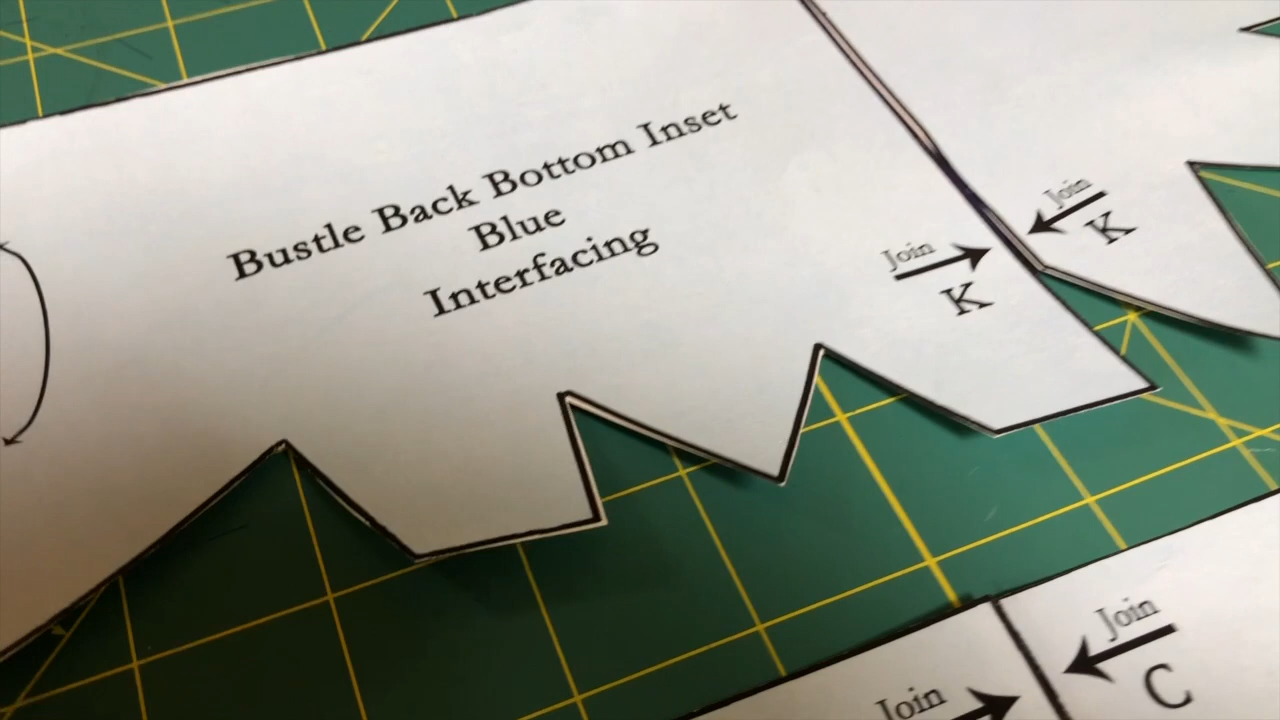 Bustle Back Bottom Inset
Blue
Interfacing
Join
K
Join
K
Join
C
Join